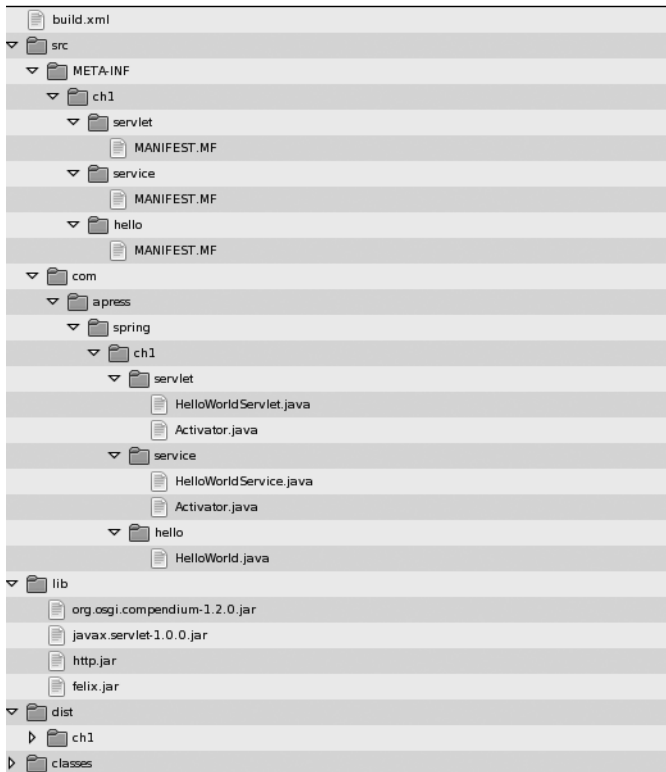 build.xml
src
META-INF
ch1
servlet
MANIFEST.MF
service
MANIFEST.MF
hello
MANIFEST.MF
com
apress
spring
ch1
servlet
HelloWorldServlet.java
Activator.java
service
HelloWorldService.java
Activator.java
hello
HelloWorld.java
lib
org.osgi.compendium-1.2.0.jar
javax.servlet-1.0.0.jar
http.jar
felix.jar
dist
ch1
classes